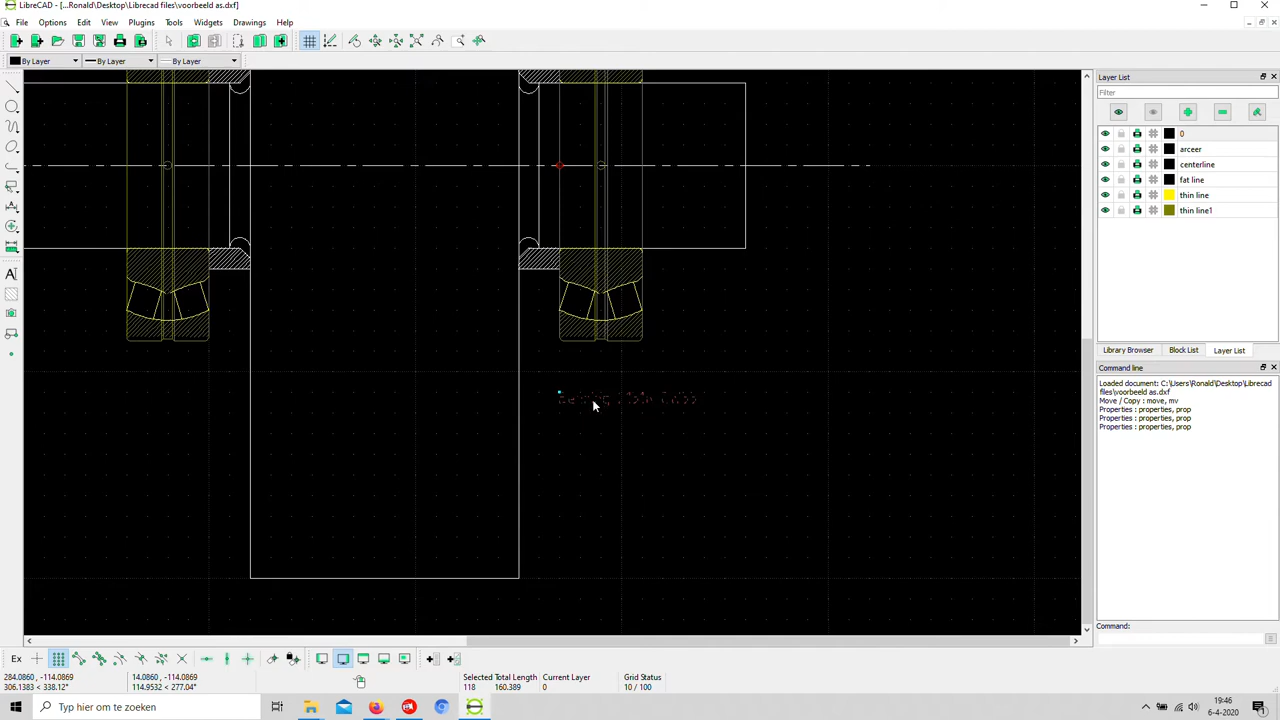 LibreCAD - [...Ronald\Desktop\Librecad files\voorbeeld as.dxf]
File Options Edit View Plugins Tools Widgets Drawings Help
By Layer By Layer By Layer
Layer List
Filter
0
arceer
centerline
fat line
thin line
thin line1
Library Browser Block List Layer List
Command line
Loaded document: C:\Users\Ronald\Desktop\Librecad
files\voorbeeld as.dxf
Move / Copy : move, mv
Properties : properties, prop
Properties : properties, prop
Properties : properties, prop
Command:
Ex
284.0860, -114.0869
306.1383 < 338.12°
14.0860, -114.0869
114.9532 < 277.04°
Selected Total Length
118 160.389
Current Layer
0
Grid Status
10 / 100
Typ hier om te zoeken
19:46
6-4-2020